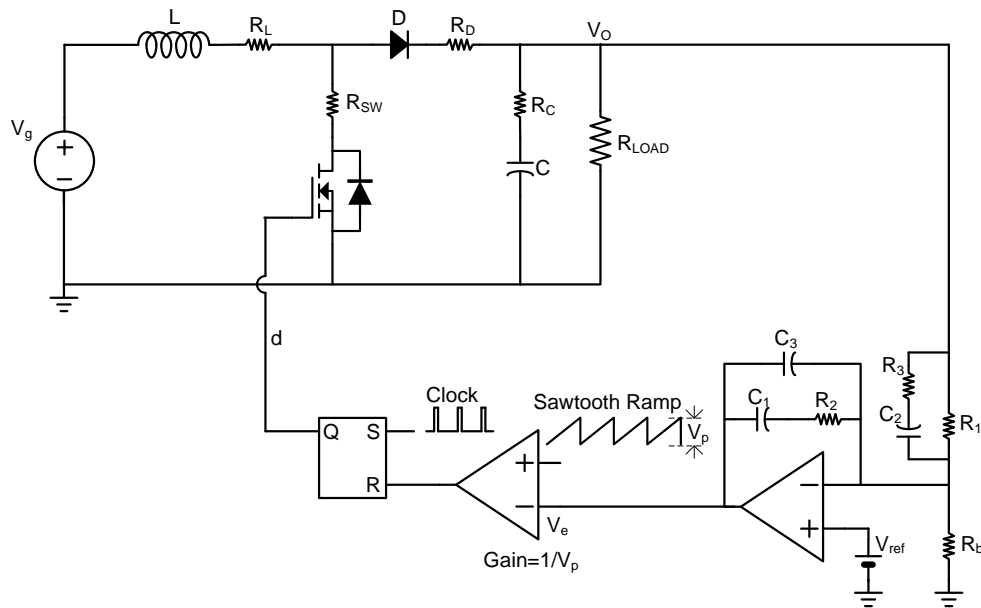 L
R_L
D
R_D
V_O
V_g
R_SW
R_C
C
R_LOAD
d
Clock
Sawtooth Ramp
V_p
Q
S
R
V_e
Gain=1/V_p
C_3
C_1
R_2
R_3
C_2
R_1
V_ref
R_b